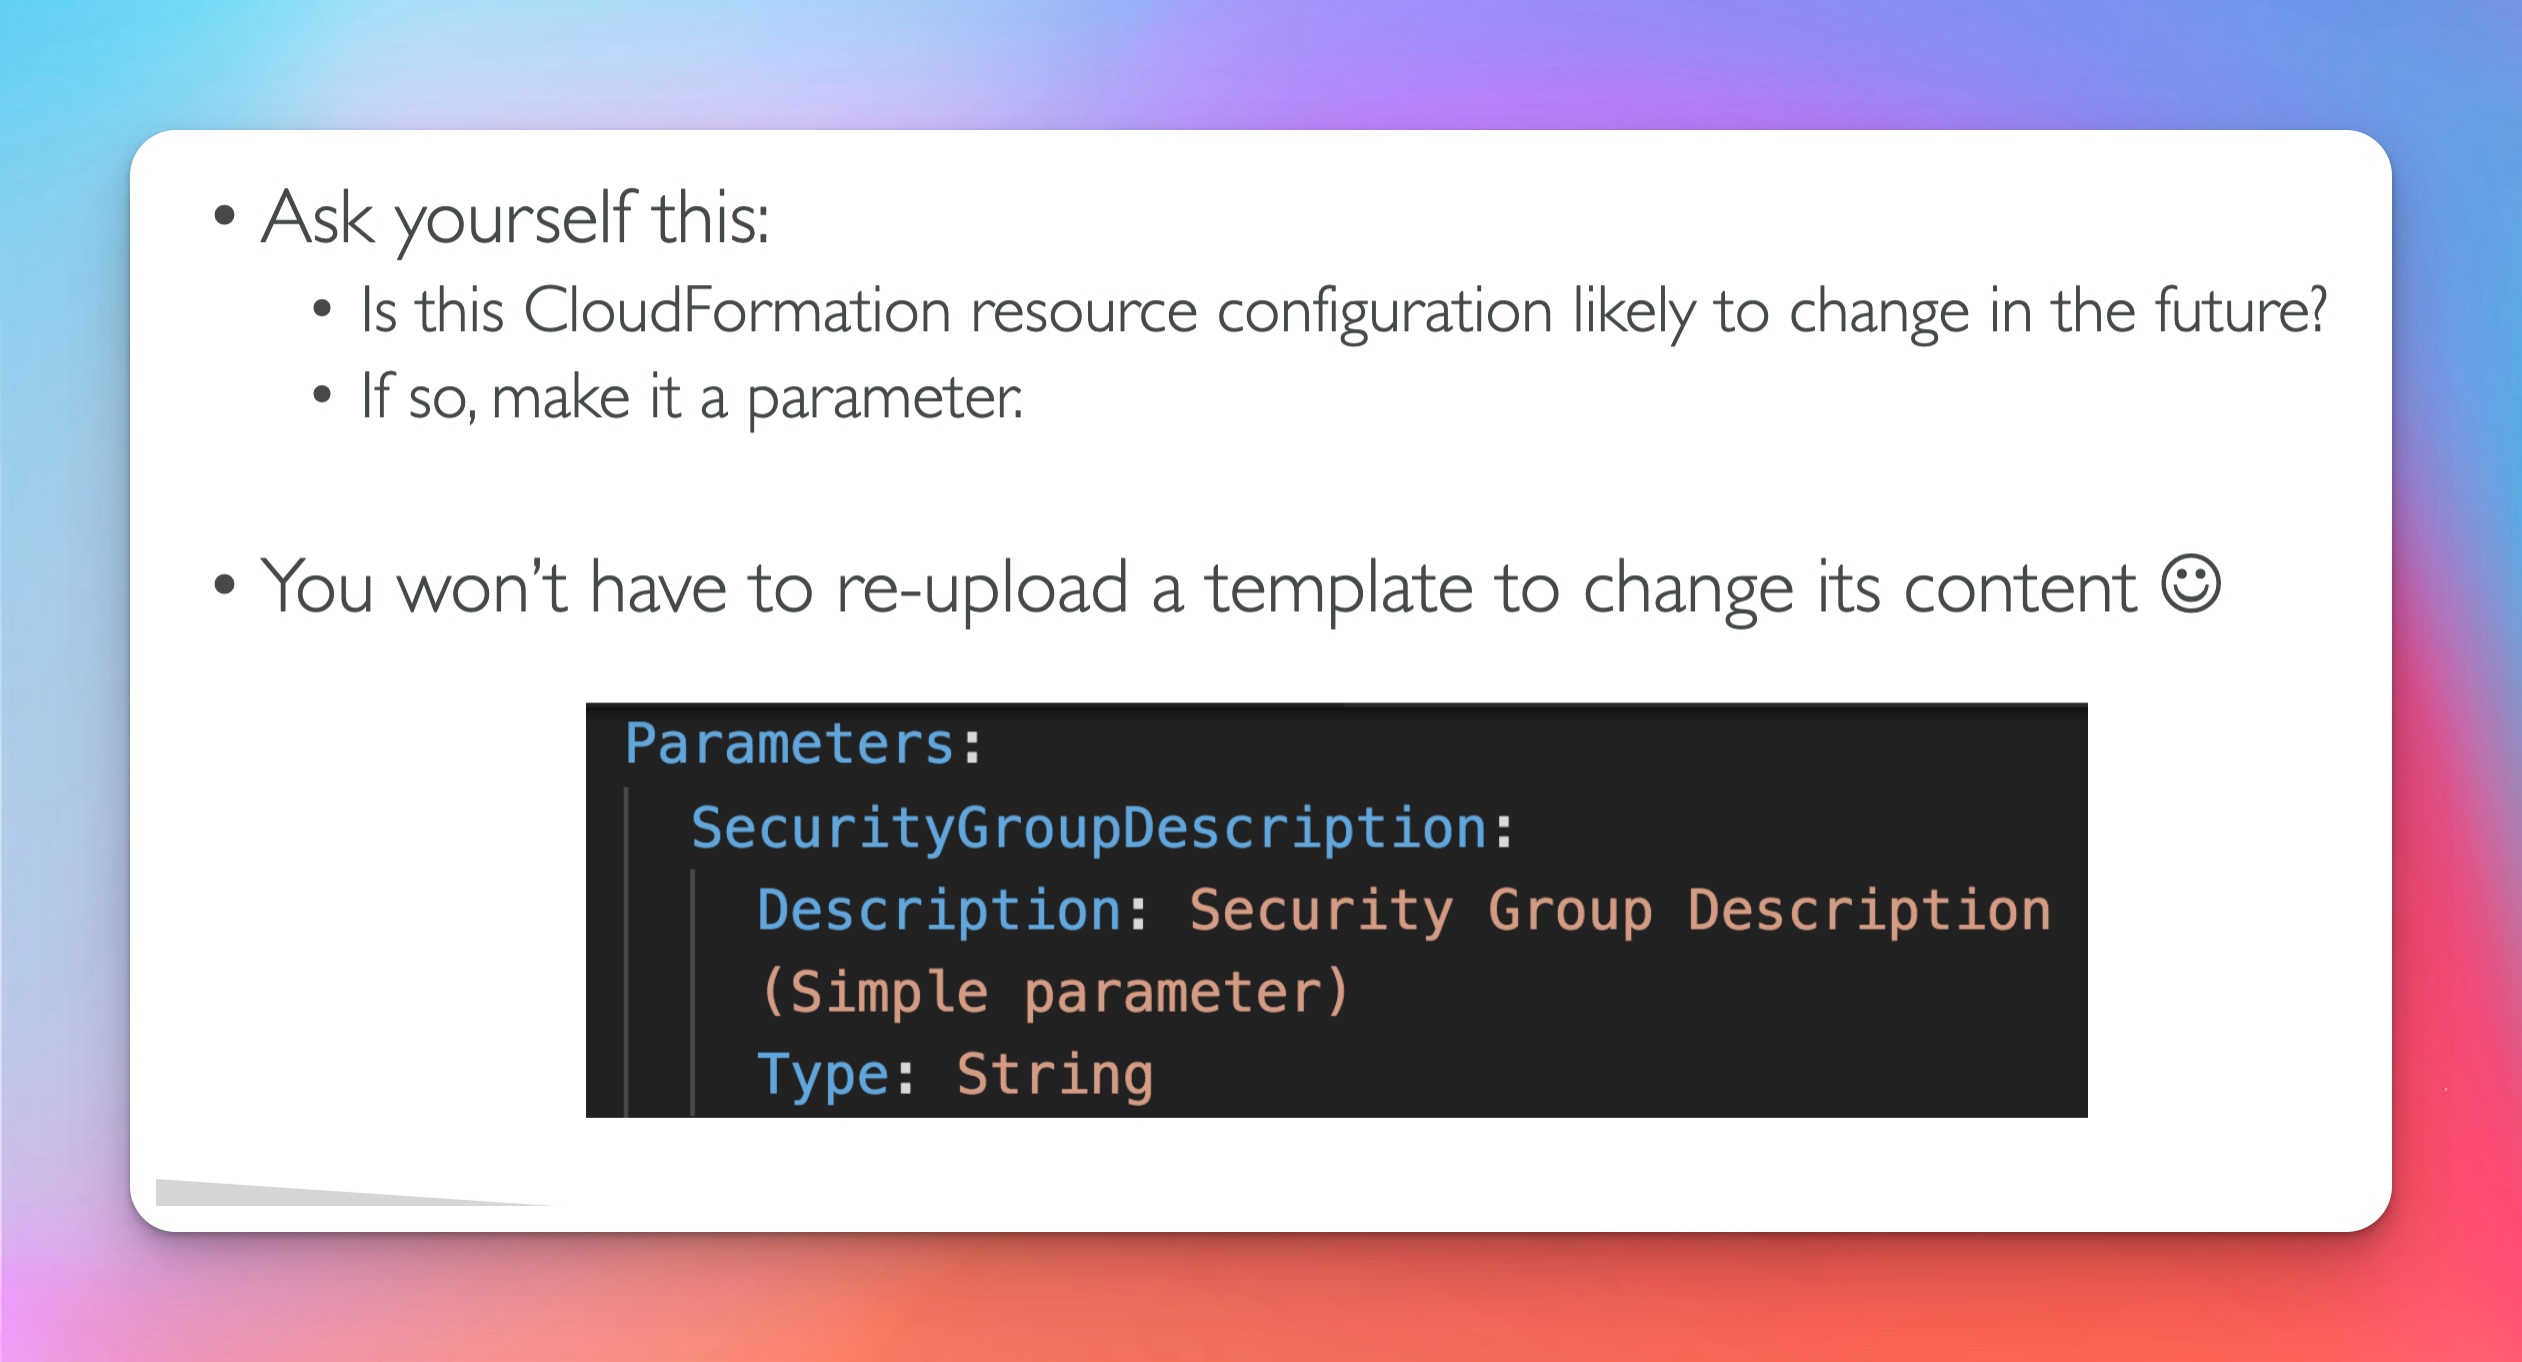 • Ask yourself this:
• Is this CloudFormation resource configuration likely to change in the future?
• If so, make it a parameter.
• You won’t have to re-upload a template to change its content ☺
Parameters:
SecurityGroupDescription:
Description: Security Group Description
(Simple parameter)
Type: String